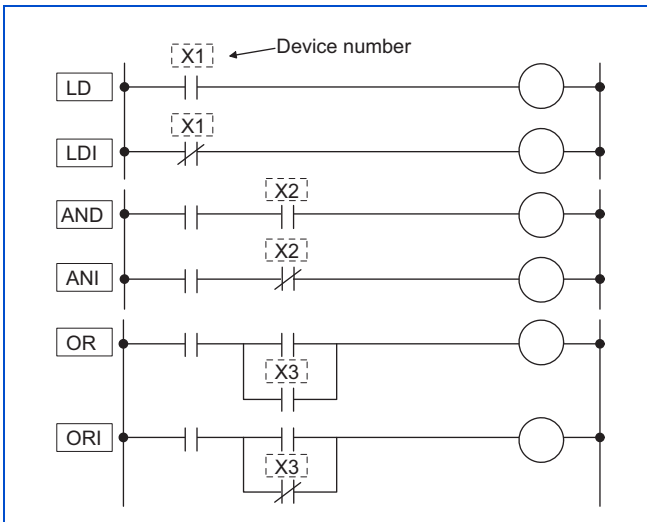 X1 Device number
LD
X1
LDI
X2
AND
X2
ANI
OR
X3
ORI
X3